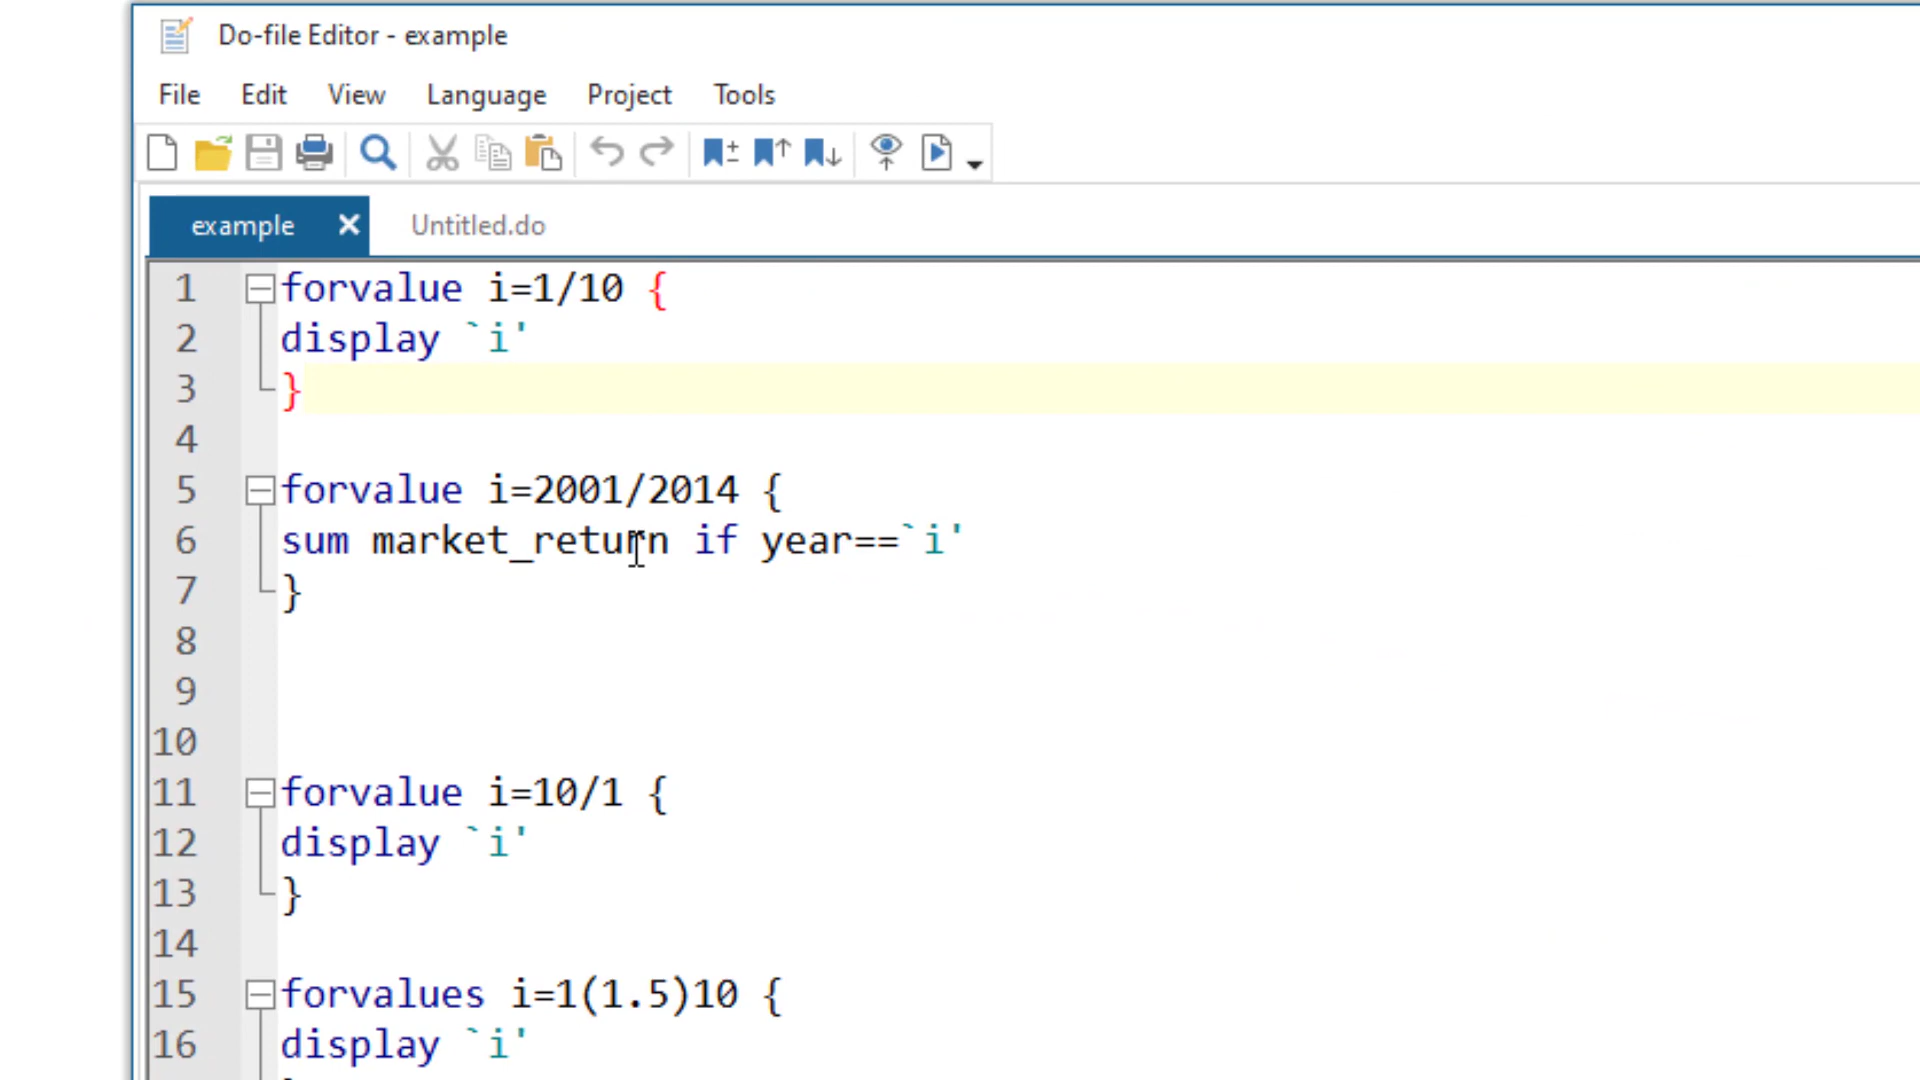 Do-file Editor - example
File Edit View Language Project Tools
example Untitled.do
1 forvalue i=1/10 {
2 display `i'
3 }
4
5 forvalue i=2001/2014 {
6 sum market_return if year==`i'
7 }
8
9
10
11 forvalue i=10/1 {
12 display `i'
13 }
14
15 forvalues i=1(1.5)10 {
16 display `i'